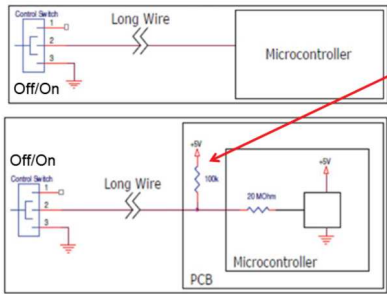 Control Switch
1
2
3
Off/On
Long Wire
Microcontroller
Off/On
Control Switch
1
2
3
Long Wire
+5V
100k
20 MOhm
+5V
Microcontroller
PCB